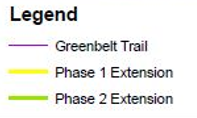 Legend
Greenbelt Trail
Phase 1 Extension
Phase 2 Extension